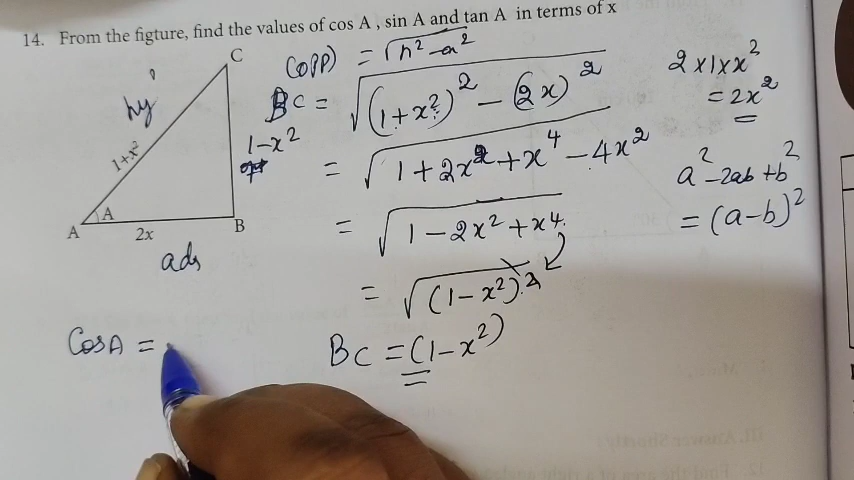 14. From the figture, find the values of cos A , sin A and tan A in terms of x
C
hy
1+x²
A
A
2x
B
adj
1-x²
opp
(opp) = √h²-a²
BC = √(1+x²)² - (2x)²
= √1+2x²+x⁴-4x²
= √1-2x²+x⁴
= √(1-x²)²
BC = (1-x²)
2×1×x²
= 2x²
a²-2ab+b²
= (a-b)²
CosA =